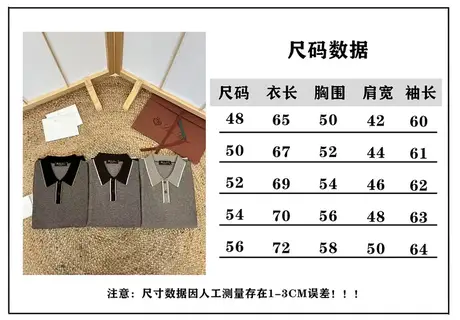 尺码数据
尺码 衣长 胸围 肩宽 袖长
48 65 50 42 60
50 67 52 44 61
52 69 54 46 62
54 70 56 48 63
56 72 58 50 64
注意：尺寸数据因人工测量存在1-3CM误差！！！